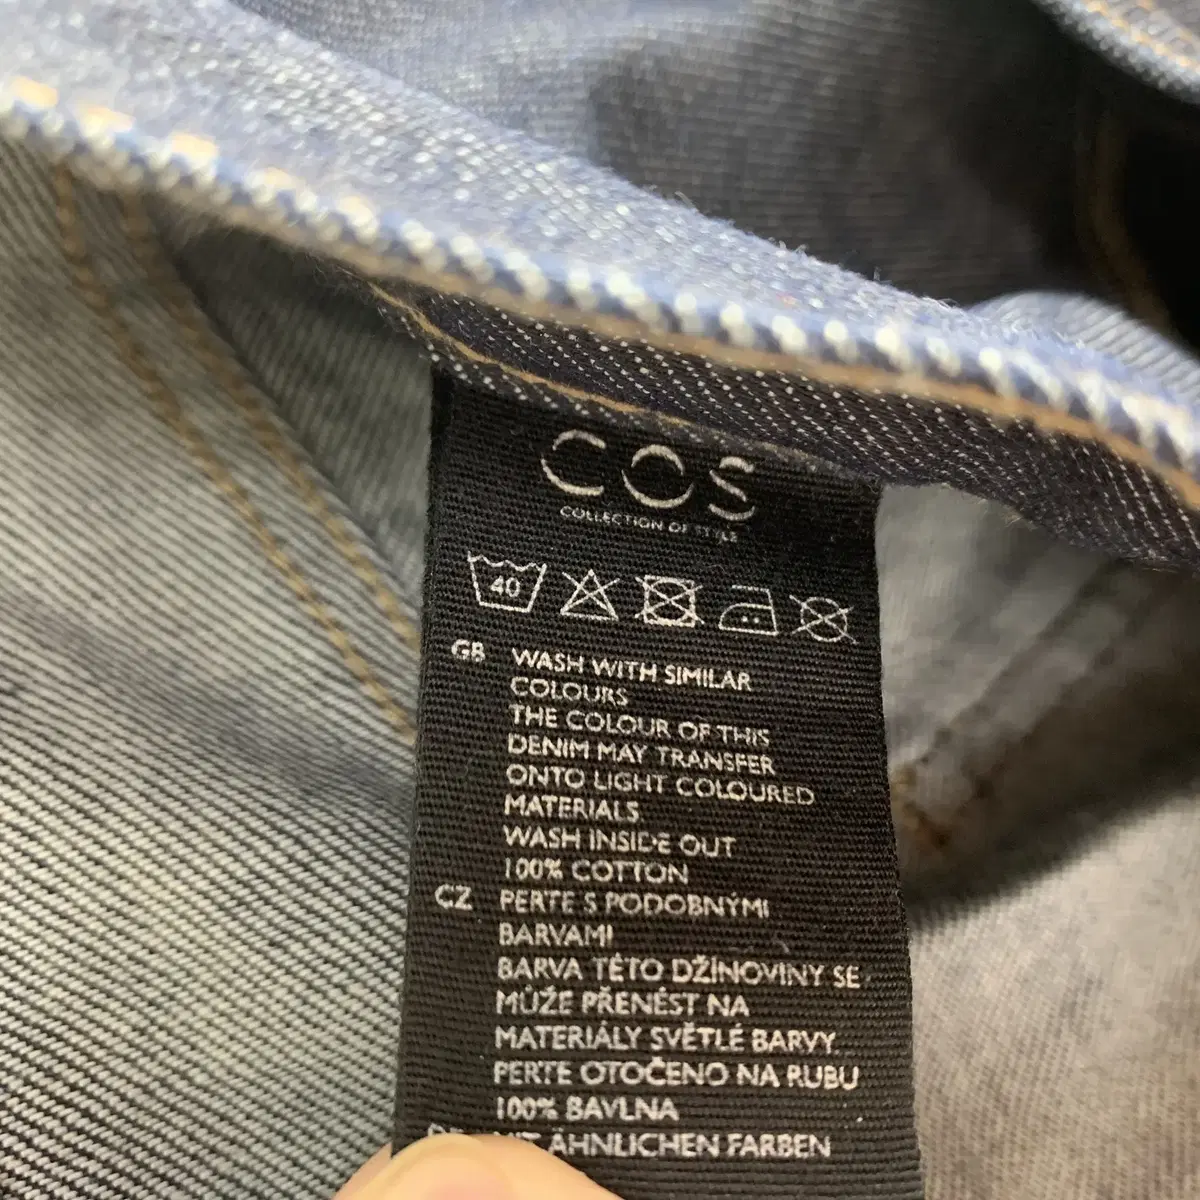 COS
COLLECTION OF STYLE
40
GB WASH WITH SIMILAR
COLOURS
THE COLOUR OF THIS
DENIM MAY TRANSFER
ONTO LIGHT COLOURED
MATERIALS
WASH INSIDE OUT
100% COTTON
CZ PERTE S PODOBNÝMI
BARVAMI
BARVA TÉTO DŽÍNOVINY SE
MŮŽE PŘENÉST NA
MATERIÁLY SVĚTLÉ BARVY
PERTE OTOČENO NA RUBU
100% BAVLNA
ÄHNLICHEN FARBEN